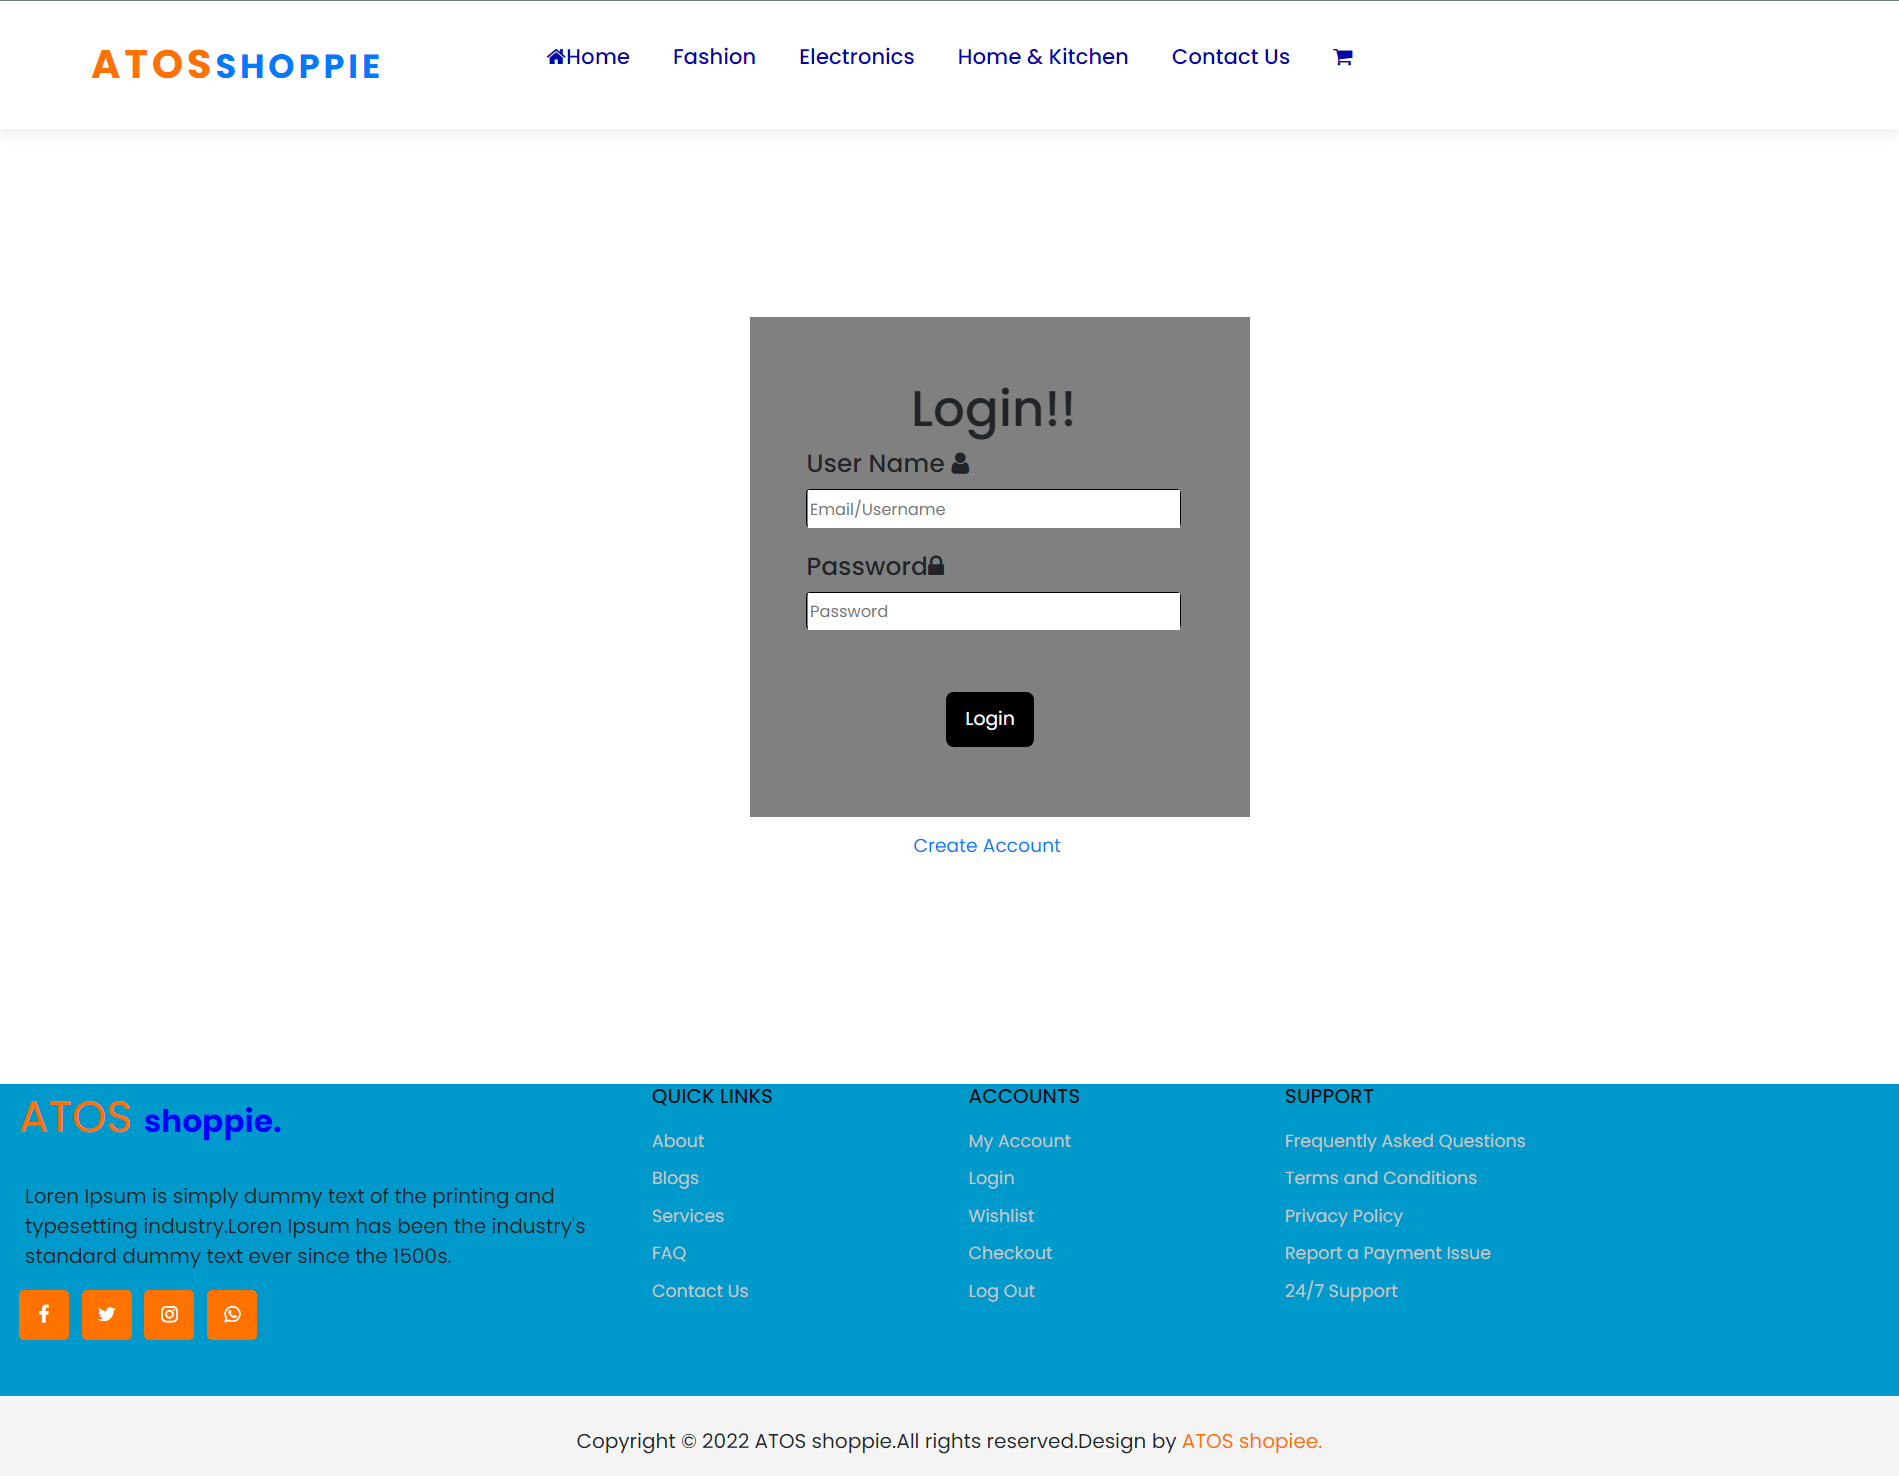 ATOSSHOPPIE
Home Fashion Electronics Home & Kitchen Contact Us
Login!!
User Name
Email/Username
Password
Password
Login
Create Account
ATOS shoppie.
Loren Ipsum is simply dummy text of the printing and
typesetting industry.Loren Ipsum has been the industry's
standard dummy text ever since the 1500s.
QUICK LINKS
About
Blogs
Services
FAQ
Contact Us
ACCOUNTS
My Account
Login
Wishlist
Checkout
Log Out
SUPPORT
Frequently Asked Questions
Terms and Conditions
Privacy Policy
Report a Payment Issue
24/7 Support
Copyright © 2022 ATOS shoppie.All rights reserved.Design by ATOS shopiee.